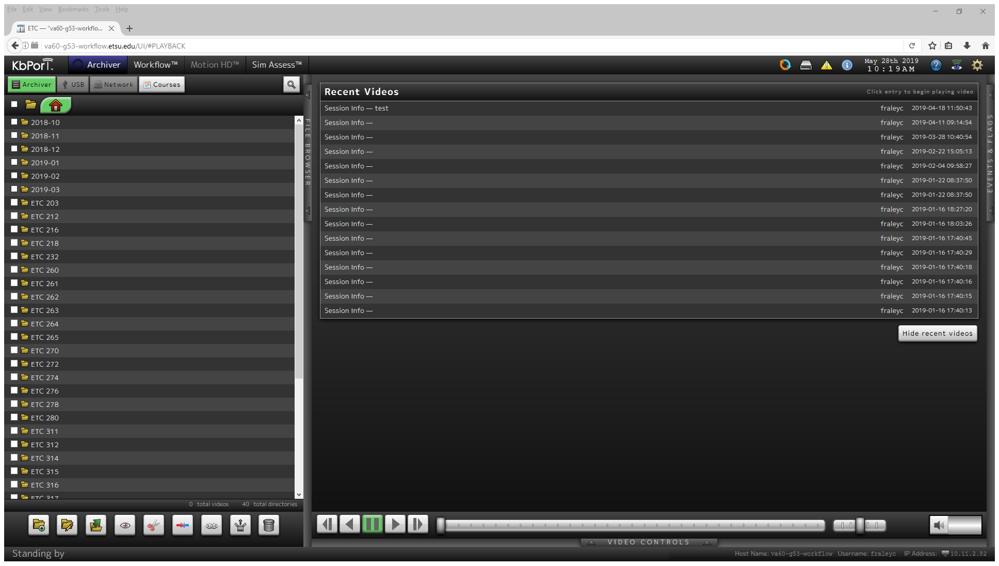 File Edit View Bookmarks Tools Help
ETC — "va60-g53-workflo...
va60-g53-workflow.etsu.edu/UI/#PLAYBACK
KbPorT™ Archiver Workflow™ Motion HD™ Sim Assess™ May 28th 2019
10:19AM
Archiver USB Network Courses
Recent Videos Click entry to begin playing video
Session Info — test fraleyc 2019-04-18 11:50:43
Session Info — fraleyc 2019-04-11 09:14:54
Session Info — fraleyc 2019-03-28 10:40:54
Session Info — fraleyc 2019-02-22 15:05:13
Session Info — fraleyc 2019-02-04 09:58:27
Session Info — fraleyc 2019-01-22 08:37:50
Session Info — fraleyc 2019-01-22 08:37:50
Session Info — fraleyc 2019-01-16 18:27:20
Session Info — fraleyc 2019-01-16 18:03:26
Session Info — fraleyc 2019-01-16 17:40:45
Session Info — fraleyc 2019-01-16 17:40:29
Session Info — fraleyc 2019-01-16 17:40:18
Session Info — fraleyc 2019-01-16 17:40:16
Session Info — fraleyc 2019-01-16 17:40:15
Session Info — fraleyc 2019-01-16 17:40:13
Hide recent videos
2018-10
2018-11
2018-12
2019-01
2019-02
2019-03
ETC 203
ETC 212
ETC 216
ETC 218
ETC 232
ETC 260
ETC 261
ETC 262
ETC 263
ETC 264
ETC 265
ETC 270
ETC 272
ETC 274
ETC 276
ETC 278
ETC 280
ETC 311
ETC 312
ETC 314
ETC 315
ETC 316
ETC 317
0 total videos 40 total directories
FILE BROWSER
EVENTS & FLAGS
VIDEO CONTROLS
Standing by
Host Name: va60-g53-workflow Username: fraleyc IP Address: 10.11.2.82